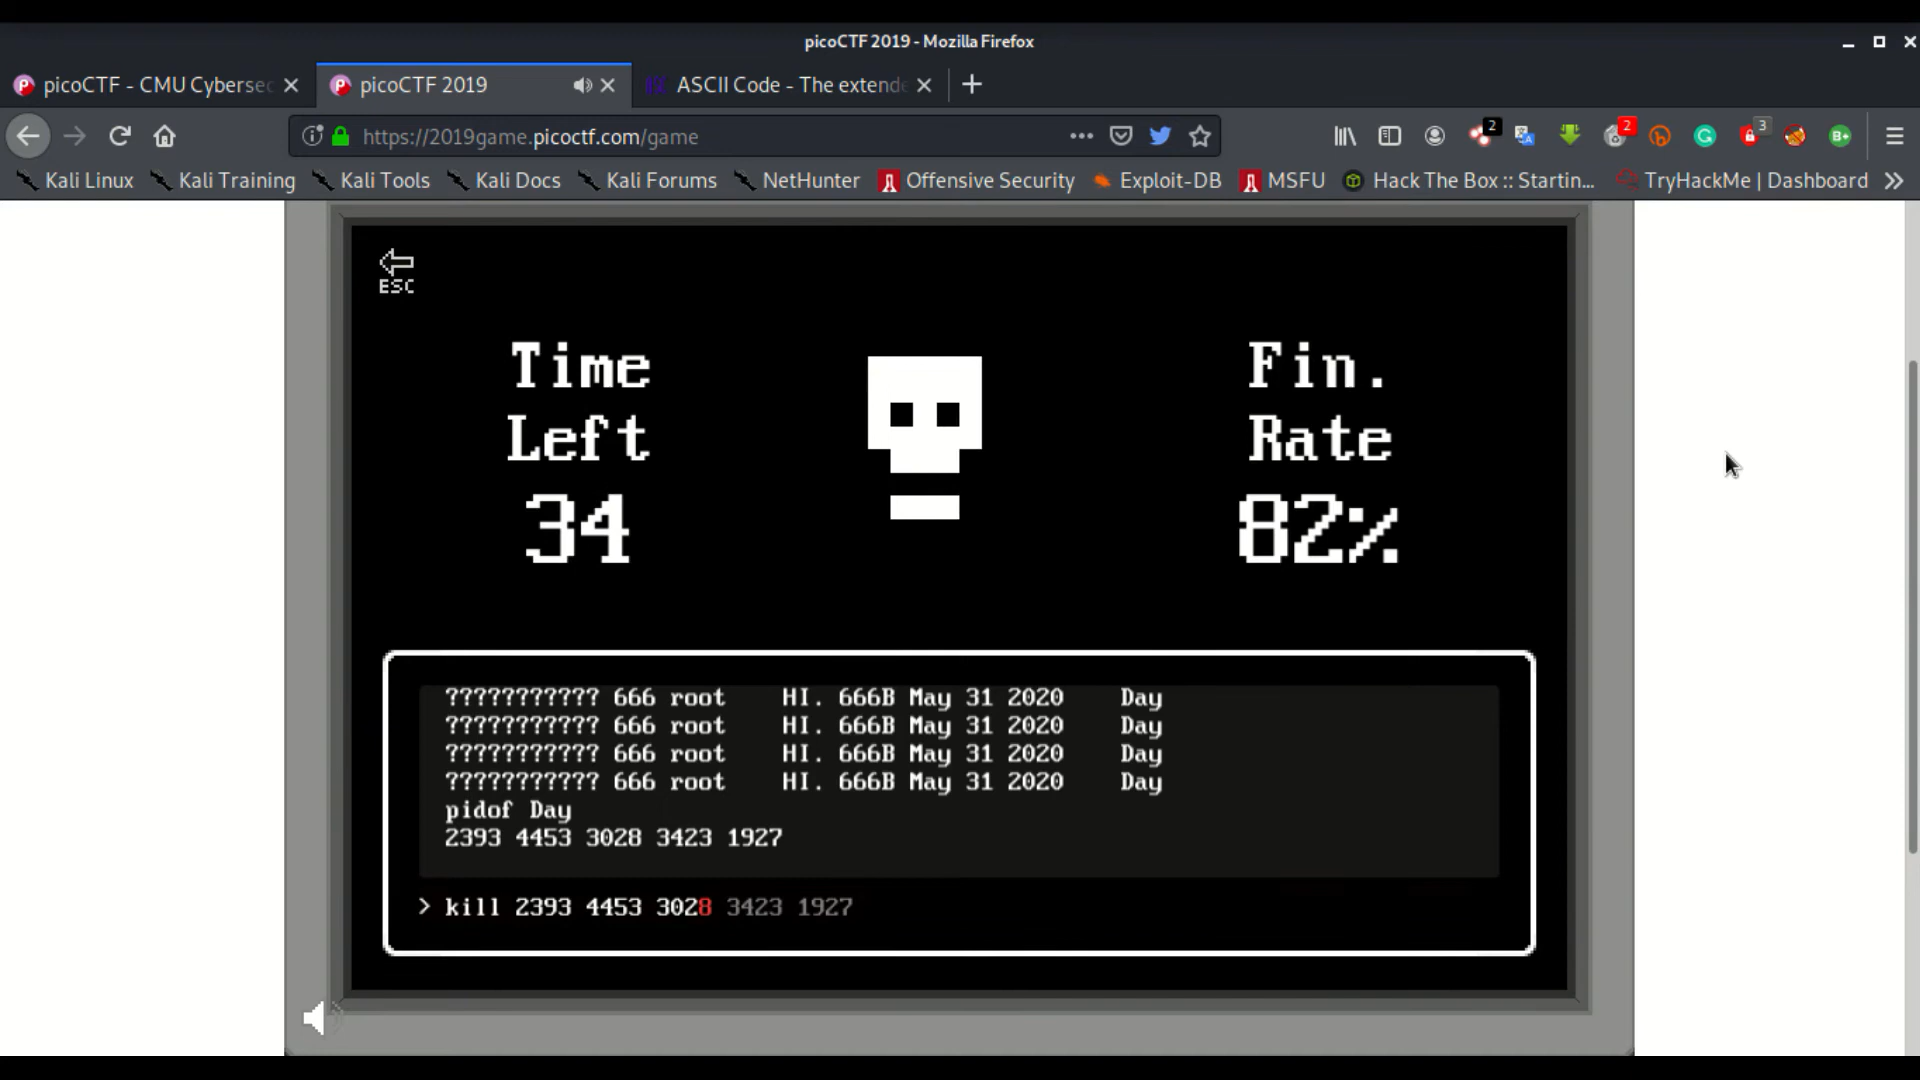 picoCTF 2019 - Mozilla Firefox
picoCTF - CMU Cybersec
picoCTF 2019
ASCII Code - The extende
https://2019game.picoctf.com/game
2
2
3
B+
Kali Linux
Kali Training
Kali Tools
Kali Docs
Kali Forums
NetHunter
Offensive Security
Exploit-DB
MSFU
Hack The Box :: Startin...
TryHackMe | Dashboard
ESC
Time
Left
34
Fin.
Rate
82%
??????????? 666 root HI. 666B May 31 2020 Day
??????????? 666 root HI. 666B May 31 2020 Day
??????????? 666 root HI. 666B May 31 2020 Day
??????????? 666 root HI. 666B May 31 2020 Day
pidof Day
2393 4453 3028 3423 1927
> kill 2393 4453 3028 3423 1927